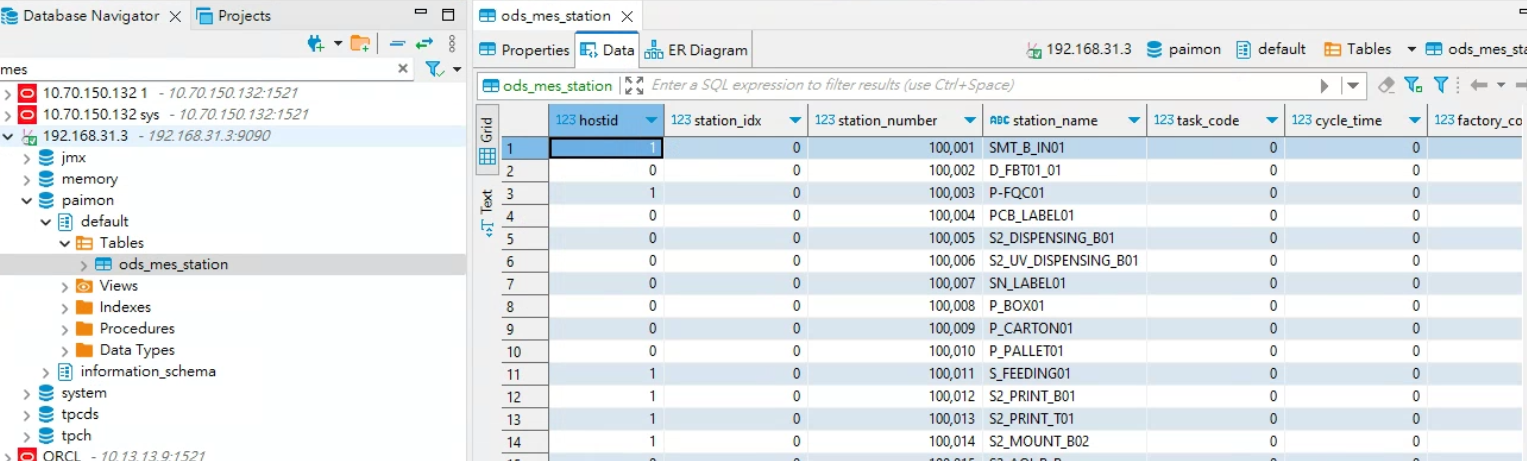 Database Navigator Projects
mes
10.70.150.132 1 - 10.70.150.132:1521
10.70.150.132 sys - 10.70.150.132:1521
192.168.31.3 - 192.168.31.3:9090
jmx
memory
paimon
default
Tables
ods_mes_station
Views
Indexes
Procedures
Data Types
information_schema
system
tpcds
tpch
ORCL - 10.13.13.9:1521
ods_mes_station
Properties Data ER Diagram 192.168.31.3 paimon default Tables ods_mes_sta
ods_mes_station Enter a SQL expression to filter results (use Ctrl+Space)
Grid
Text
123 hostid 123 station_idx 123 station_number ABC station_name 123 task_code 123 cycle_time 123 factory_co
1 1 0 100,001 SMT_B_IN01 0 0
2 0 0 100,002 D_FBT01_01 0 0
3 1 0 100,003 P-FQC01 0 0
4 0 0 100,004 PCB_LABEL01 0 0
5 0 0 100,005 S2_DISPENSING_B01 0 0
6 0 0 100,006 S2_UV_DISPENSING_B01 0 0
7 0 0 100,007 SN_LABEL01 0 0
8 0 0 100,008 P_BOX01 0 0
9 0 0 100,009 P_CARTON01 0 0
10 0 0 100,010 P_PALLET01 0 0
11 1 0 100,011 S_FEEDING01 0 0
12 1 0 100,012 S2_PRINT_B01 0 0
13 1 0 100,013 S2_PRINT_T01 0 0
14 1 0 100,014 S2_MOUNT_B02 0 0